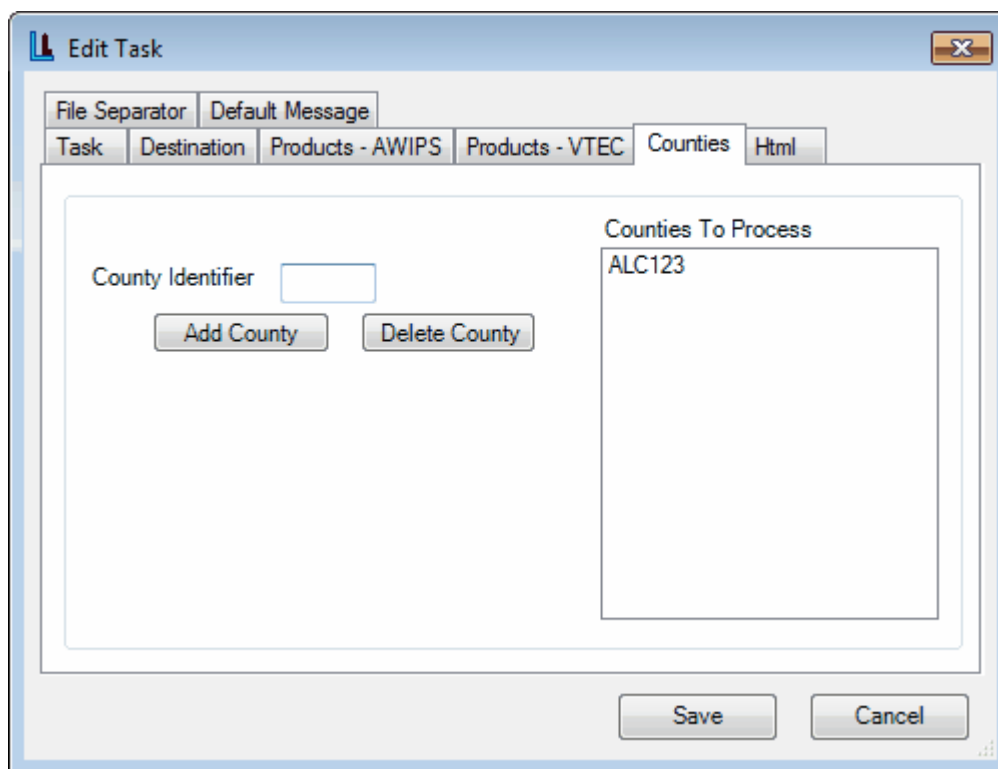 Edit Task
File Separator Default Message
Task Destination Products - AWIPS Products - VTEC Counties Html
Counties To Process
ALC123
County Identifier
Add County Delete County
Save Cancel